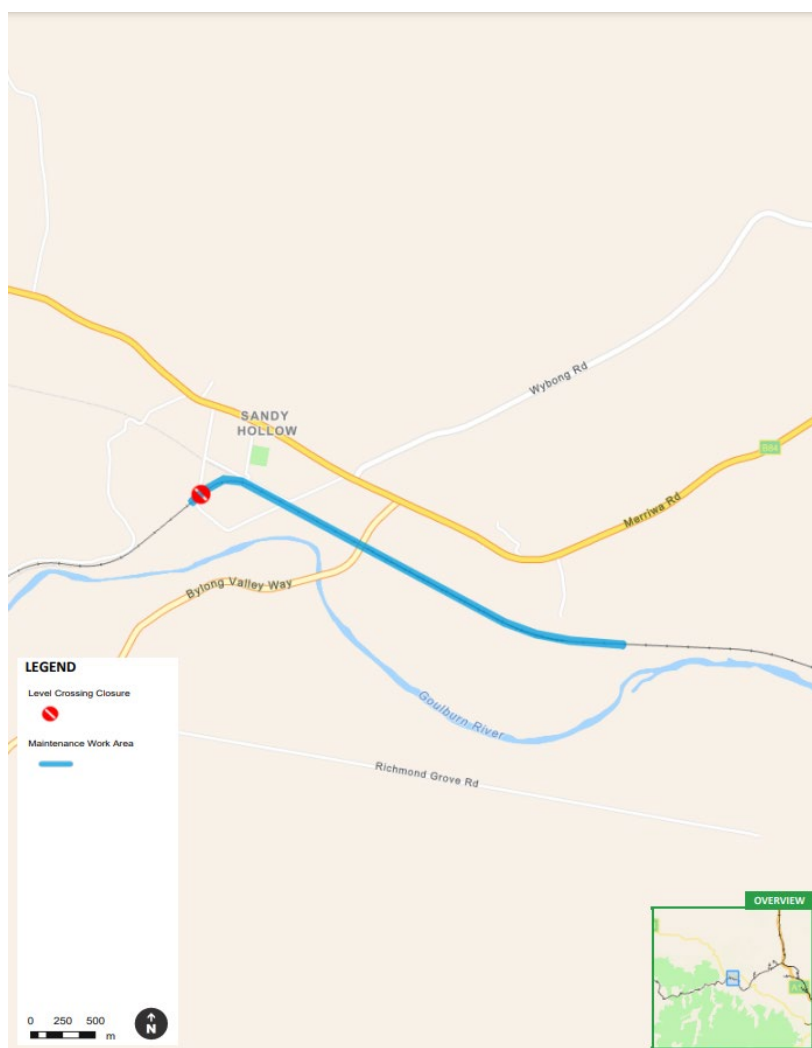 Wybong Rd
SANDY
HOLLOW
B84
Merriwa Rd
Bylong Valley Way
Goulburn River
Richmond Grove Rd
LEGEND
Level Crossing Closure
Maintenance Work Area
0 250 500
m
N
OVERVIEW